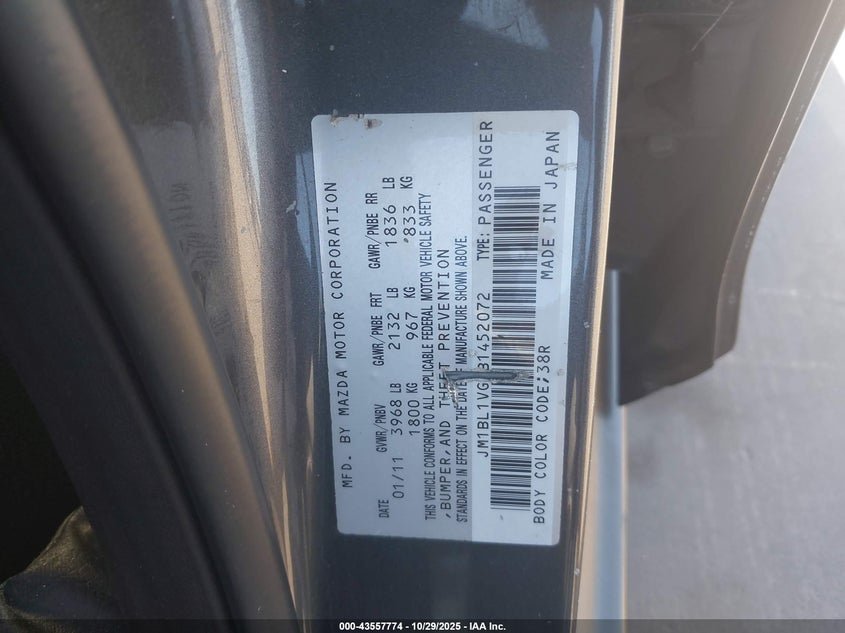 MFD. BY MAZDA MOTOR CORPORATION
DATE GVWR/PNBV GAWR/PNBE FRT GAWR/PNBE RR
01/11 3968 LB 2132 LB 1836 LB
1800 KG 967 KG 833 KG
THIS VEHICLE CONFORMS TO ALL APPLICABLE FEDERAL MOTOR VEHICLE SAFETY
,BUMPER,AND THEFT PREVENTION
STANDARDS IN EFFECT ON THE DATE OF MANUFACTURE SHOWN ABOVE.
TYPE: PASSENGER
BODY COLOR CODE;38R MADE IN JAPAN
000-43557774 | 10/29/2025 - IAA Inc.